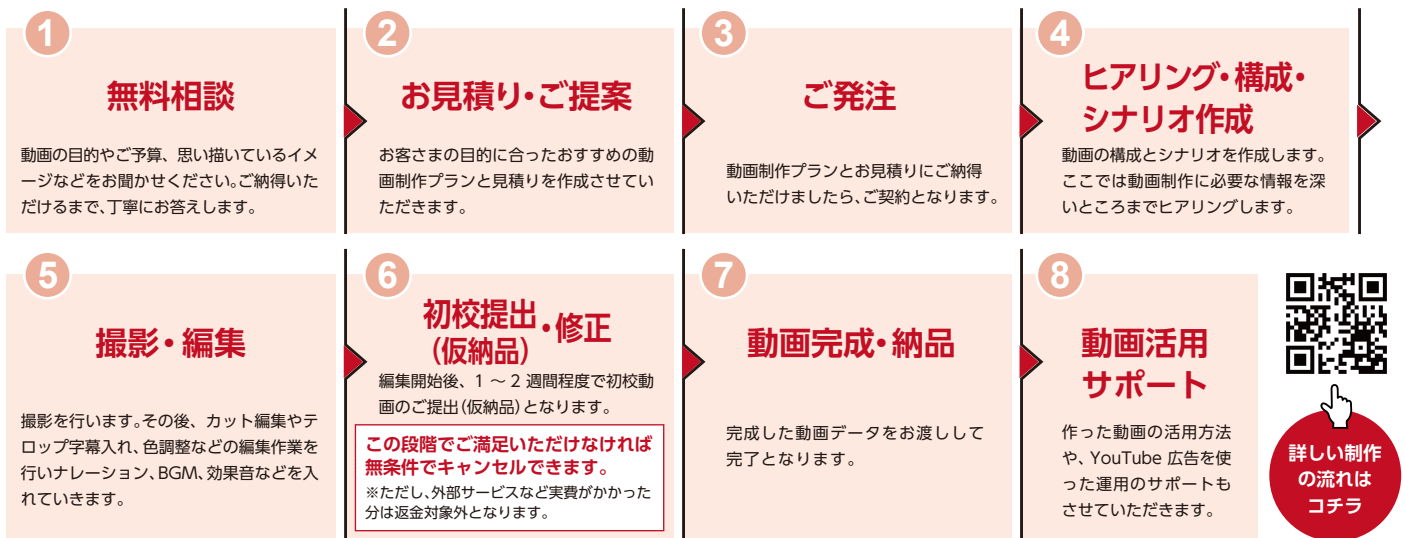 1
無料相談
動画の目的やご予算、思い描いているイメ
ージなどをお聞かせください。ご納得いた
だけるまで、丁寧にお答えします。
2
お見積り・ご提案
お客さまの目的に合ったおすすめの動
画制作プランと見積りを作成させてい
ただきます。
3
ご発注
動画制作プランとお見積りにご納得
いただけましたら、ご契約となります。
4
ヒアリング・構成・
シナリオ作成
動画の構成とシナリオを作成します。
ここでは動画制作に必要な情報を深
いところまでヒアリングします。
5
撮影・編集
撮影を行います。その後、カット編集やテ
ロップ字幕入れ、色調整などの編集作業を
行いナレーション、BGM、効果音などを入
れていきます。
6
初校提出・修正
(仮納品)
編集開始後、1 ～ 2 週間程度で初校動
画のご提出(仮納品)となります。
この段階でご満足いただけなければ
無条件でキャンセルできます。
※ただし、外部サービスなど実費がかかった
分は返金対象外となります。
7
動画完成・納品
完成した動画データをお渡しして
完了となります。
8
動画活用
サポート
作った動画の活用方法
や、YouTube 広告を使
った運用のサポートも
させていただきます。
詳しい制作
の流れは
コチラ